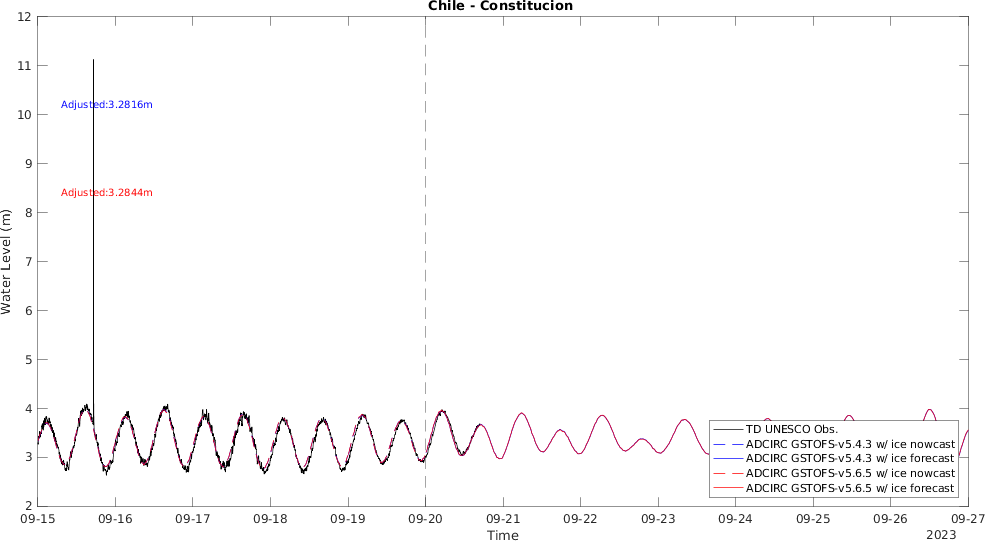 Chile - Constitucion
12
11
10
9
8
7
6
5
4
3
2
Water Level (m)
Adjusted:3.2816m
Adjusted:3.2844m
TD UNESCO Obs.
ADCIRC GSTOFS-v5.4.3 w/ ice nowcast
ADCIRC GSTOFS-v5.4.3 w/ ice forecast
ADCIRC GSTOFS-v5.6.5 w/ ice nowcast
ADCIRC GSTOFS-v5.6.5 w/ ice forecast
09-15 09-16 09-17 09-18 09-19 09-20 09-21 09-22 09-23 09-24 09-25 09-26 09-27
Time
2023